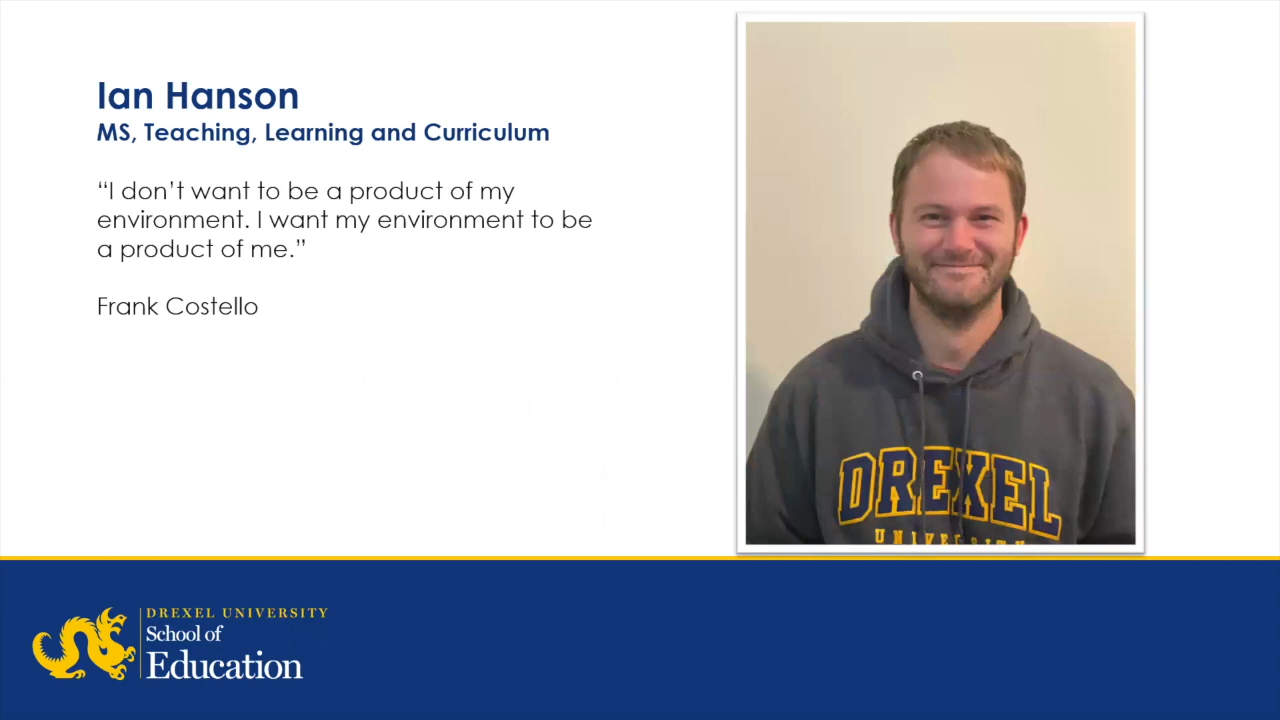 Ian Hanson
MS, Teaching, Learning and Curriculum
“I don’t want to be a product of my
environment. I want my environment to be
a product of me.”
Frank Costello
DREXEL
UNIVERSITY
DREXEL UNIVERSITY
School of
Education